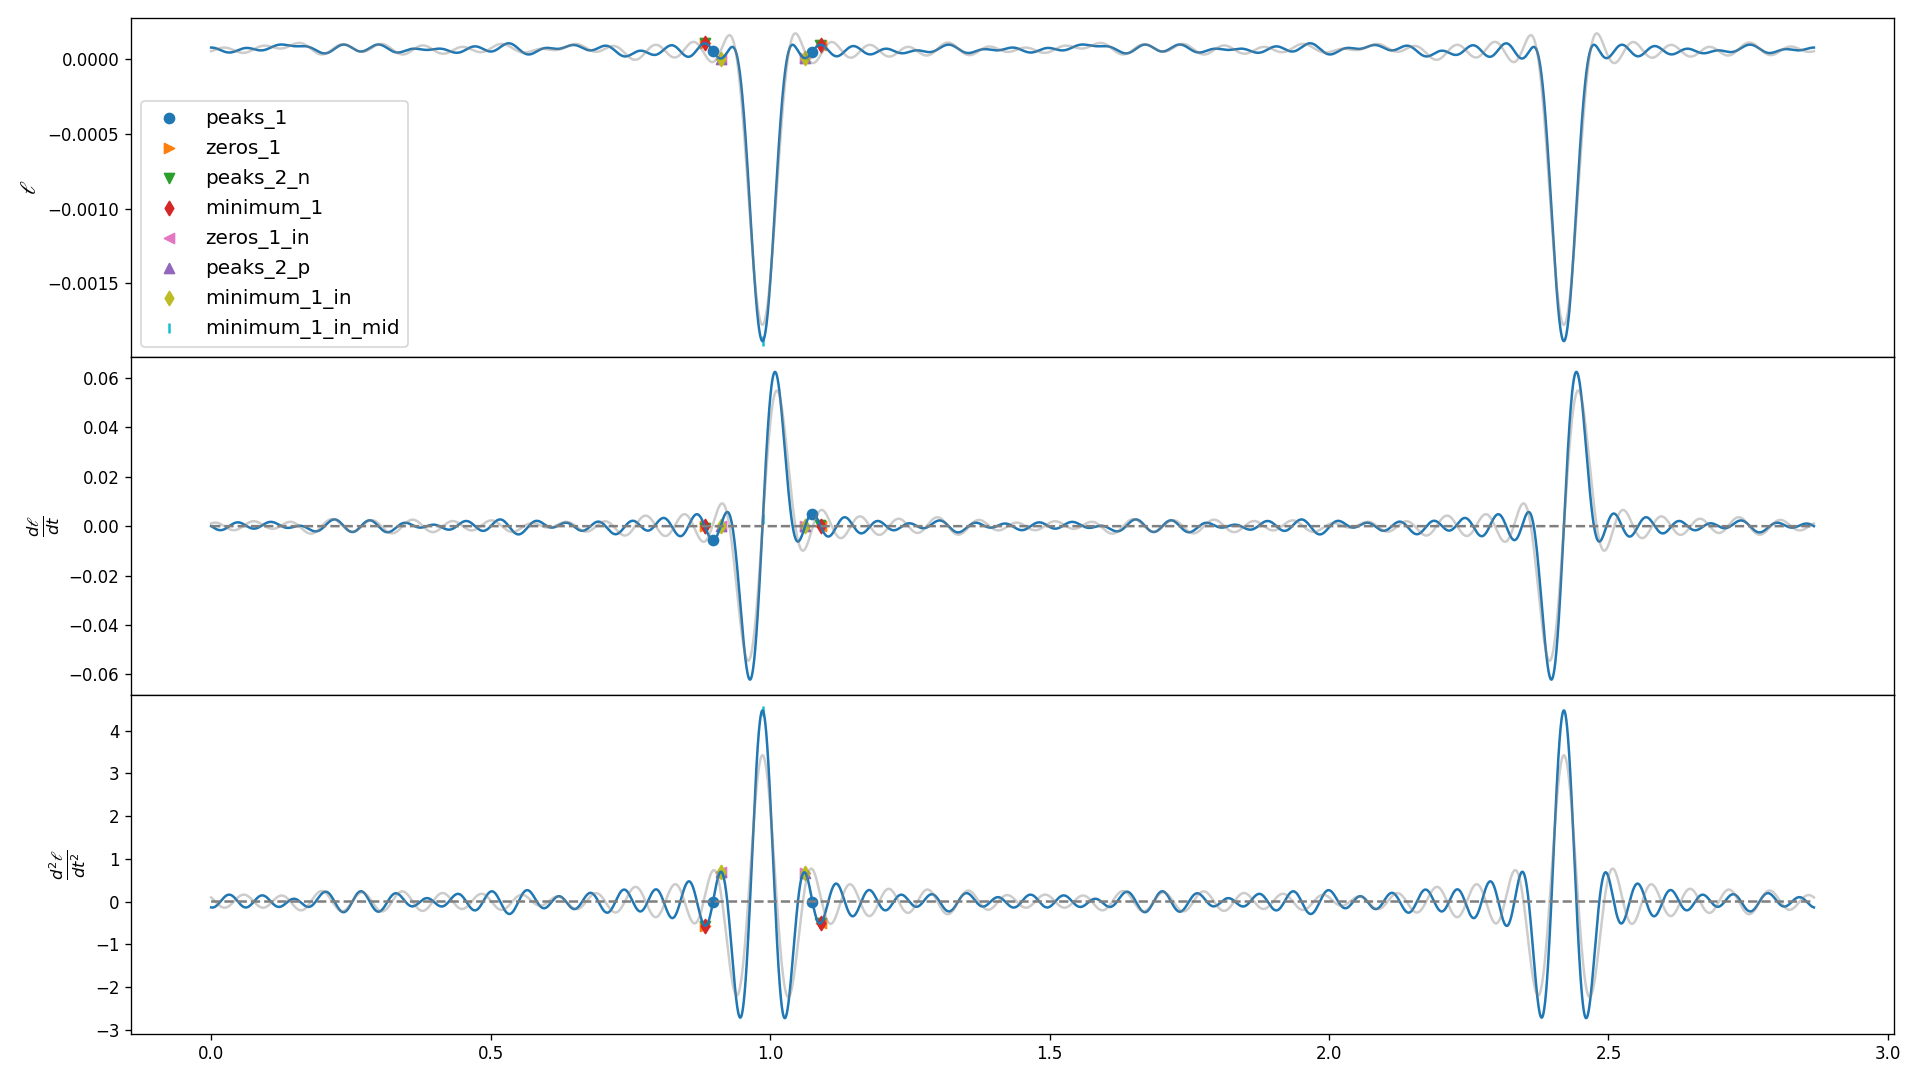 0.0000
−0.0005
−0.0010
−0.0015
ℓ
peaks_1
zeros_1
peaks_2_n
minimum_1
zeros_1_in
peaks_2_p
minimum_1_in
minimum_1_in_mid
0.06
0.04
0.02
0.00
−0.02
−0.04
−0.06
dℓ
dt
4
3
2
1
0
−1
−2
−3
d²ℓ
dt²
0.0 0.5 1.0 1.5 2.0 2.5 3.0